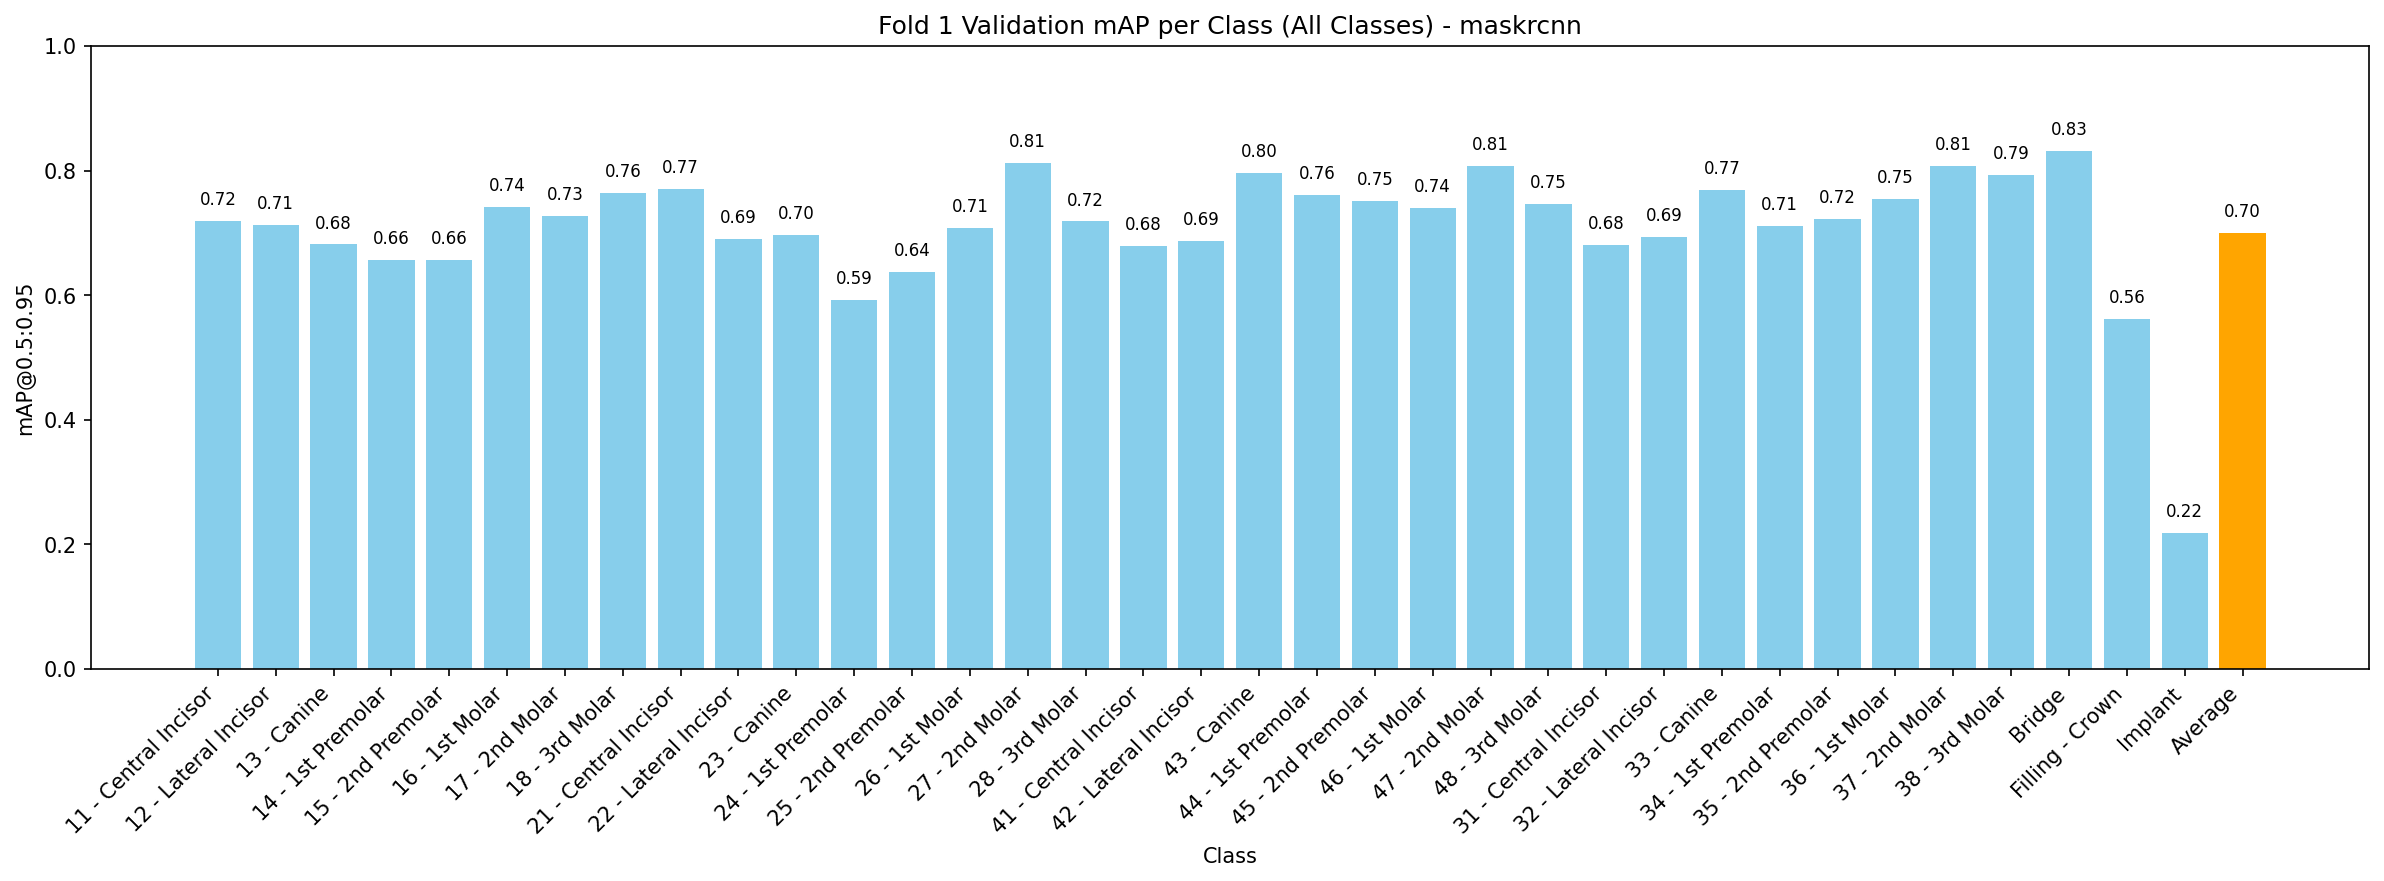 Fold 1 Validation mAP per Class (All Classes) - maskrcnn
mAP@0.5:0.95
1.0
0.8
0.6
0.4
0.2
0.0
0.72
0.71
0.68
0.66
0.66
0.74
0.73
0.76
0.77
0.69
0.70
0.59
0.64
0.71
0.81
0.72
0.68
0.69
0.80
0.76
0.75
0.74
0.81
0.75
0.68
0.69
0.77
0.71
0.72
0.75
0.81
0.79
0.83
0.56
0.22
0.70
11 - Central Incisor
12 - Lateral Incisor
13 - Canine
14 - 1st Premolar
15 - 2nd Premolar
16 - 1st Molar
17 - 2nd Molar
18 - 3rd Molar
21 - Central Incisor
22 - Lateral Incisor
23 - Canine
24 - 1st Premolar
25 - 2nd Premolar
26 - 1st Molar
27 - 2nd Molar
28 - 3rd Molar
41 - Central Incisor
42 - Lateral Incisor
43 - Canine
44 - 1st Premolar
45 - 2nd Premolar
46 - 1st Molar
47 - 2nd Molar
48 - 3rd Molar
31 - Central Incisor
32 - Lateral Incisor
33 - Canine
34 - 1st Premolar
35 - 2nd Premolar
36 - 1st Molar
37 - 2nd Molar
38 - 3rd Molar
Bridge
Filling - Crown
Implant
Average
Class